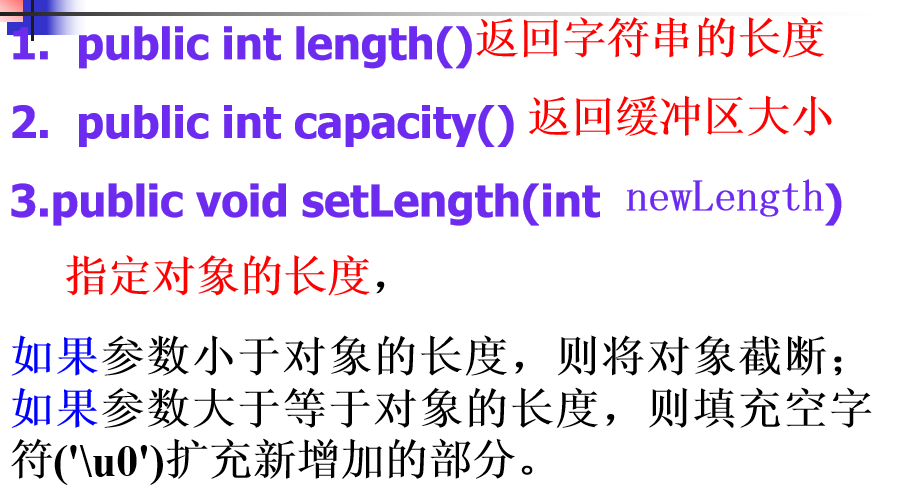 1. public int length()返回字符串的长度
2. public int capacity() 返回缓冲区大小
3.public void setLength(int newLength)
指定对象的长度，
如果参数小于对象的长度，则将对象截断；
如果参数大于等于对象的长度，则填充空字
符('\u0')扩充新增加的部分。